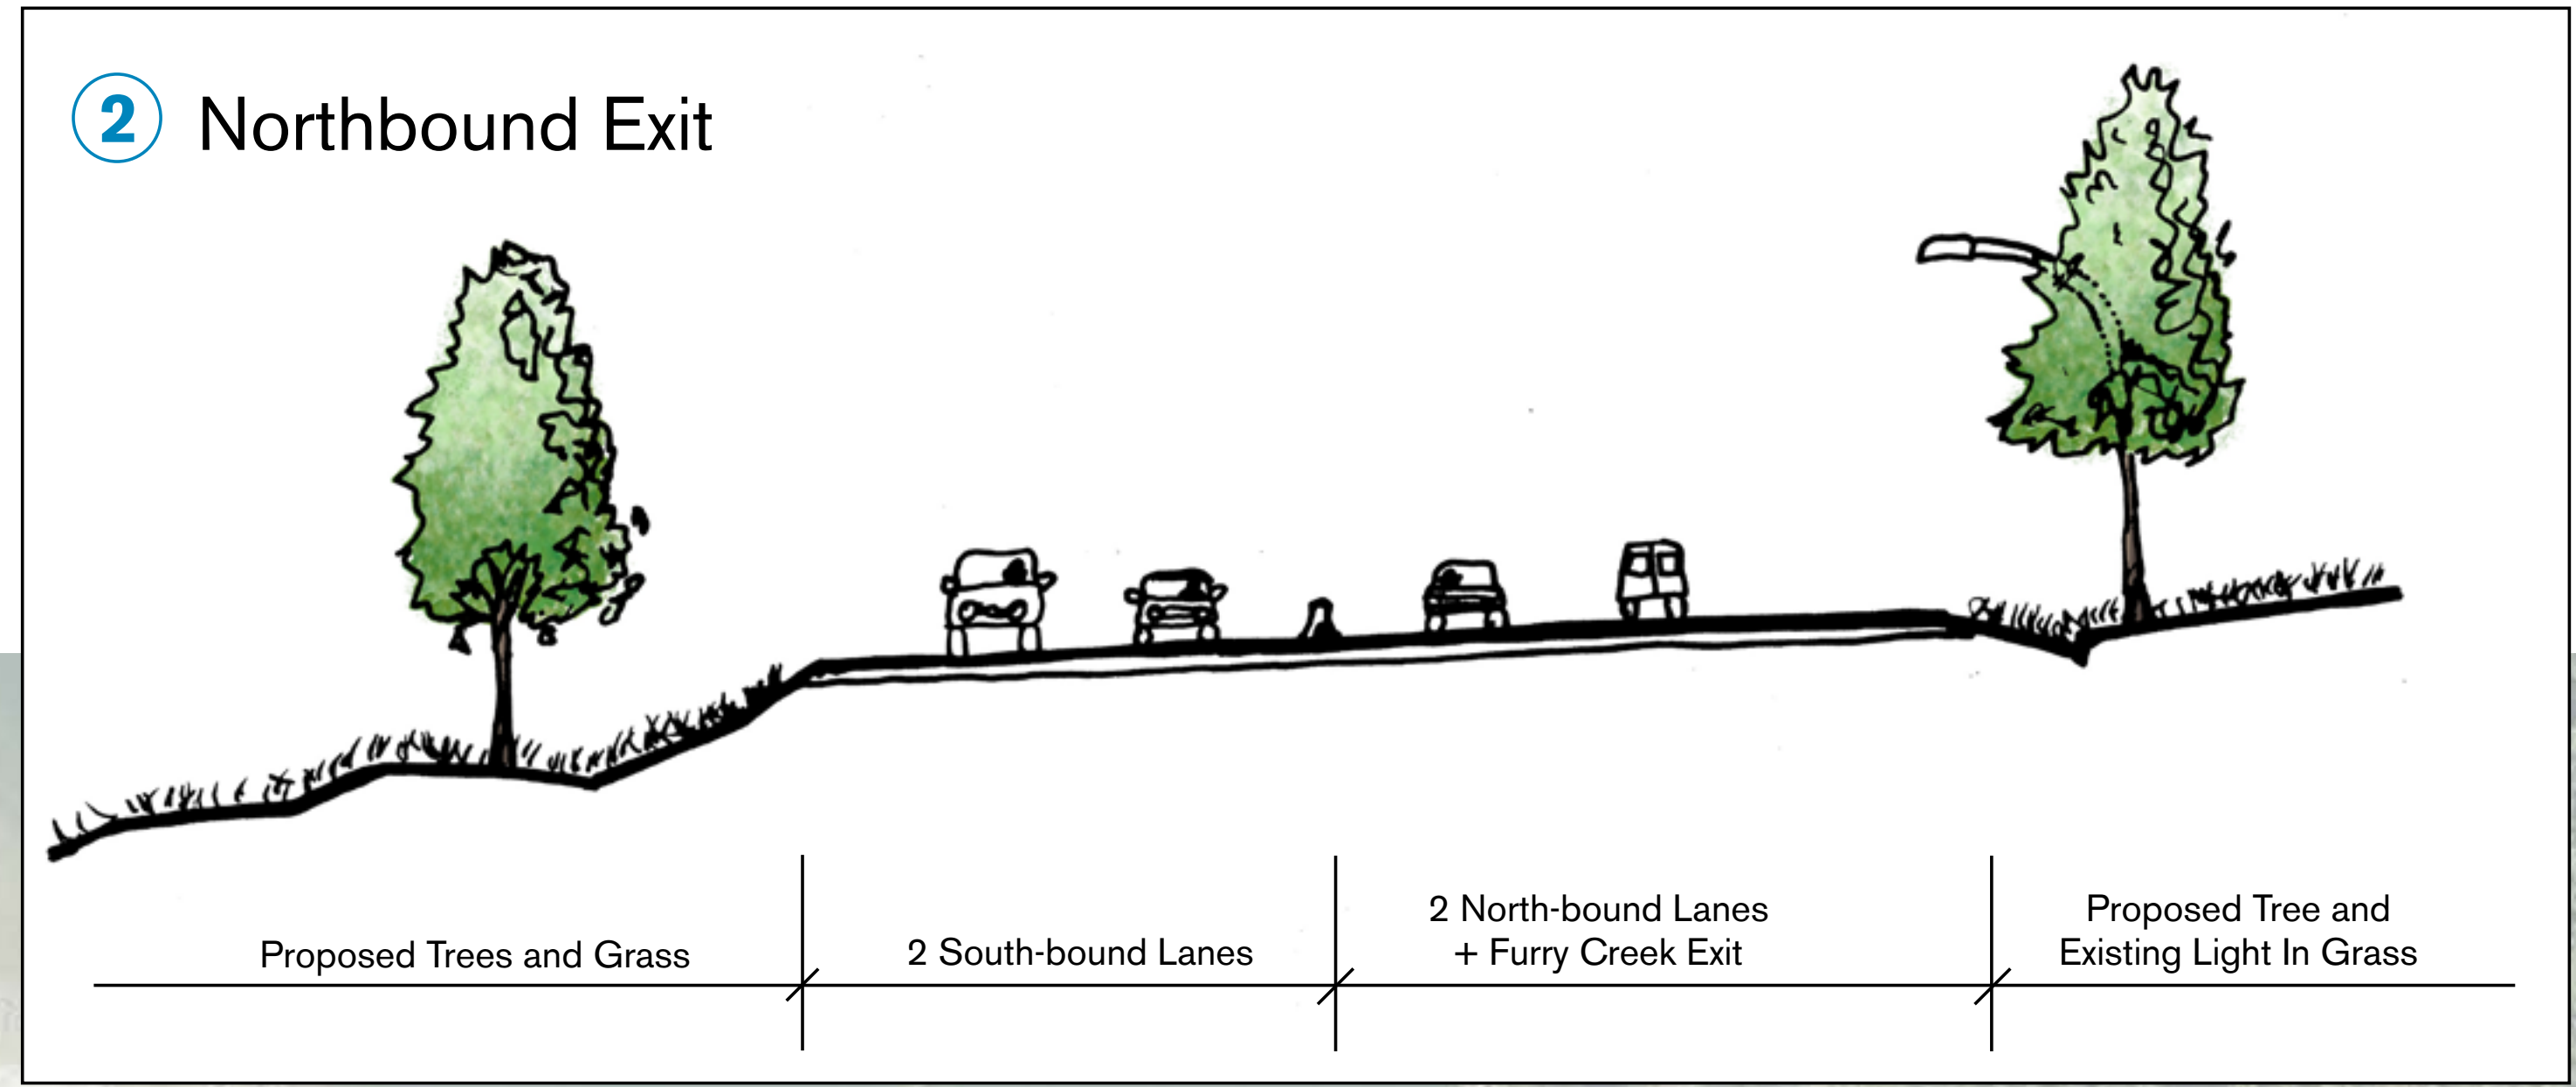 2 Northbound Exit
Proposed Trees and Grass
2 South-bound Lanes
2 North-bound Lanes
+ Furry Creek Exit
Proposed Tree and
Existing Light In Grass